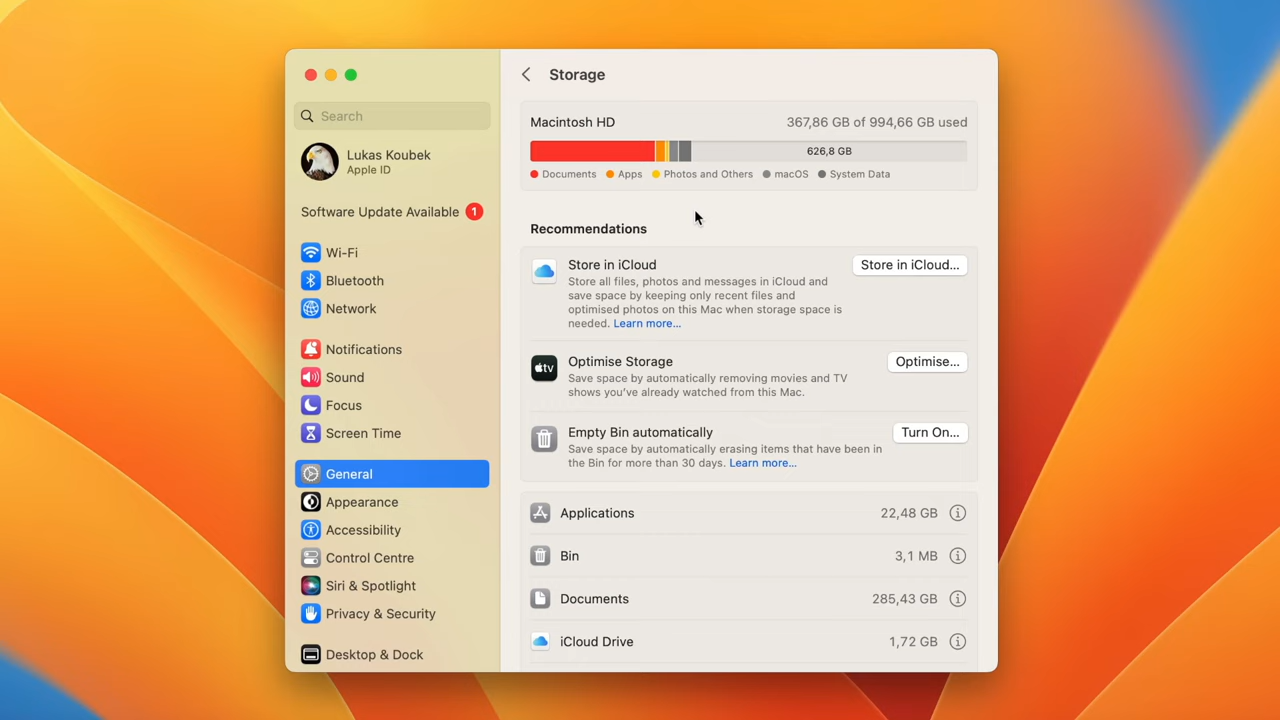 Storage
Search
Lukas Koubek
Apple ID
Software Update Available 1
Wi-Fi
Bluetooth
Network
Notifications
Sound
Focus
Screen Time
General
Appearance
Accessibility
Control Centre
Siri & Spotlight
Privacy & Security
Desktop & Dock
Macintosh HD 367,86 GB of 994,66 GB used
626,8 GB
Documents Apps Photos and Others macOS System Data
Recommendations
Store in iCloud Store in iCloud...
Store all files, photos and messages in iCloud and
save space by keeping only recent files and
optimised photos on this Mac when storage space is
needed. Learn more...
tv
Optimise Storage Optimise...
Save space by automatically removing movies and TV
shows you've already watched from this Mac.
Empty Bin automatically Turn On...
Save space by automatically erasing items that have been in
the Bin for more than 30 days. Learn more...
Applications 22,48 GB
Bin 3,1 MB
Documents 285,43 GB
iCloud Drive 1,72 GB